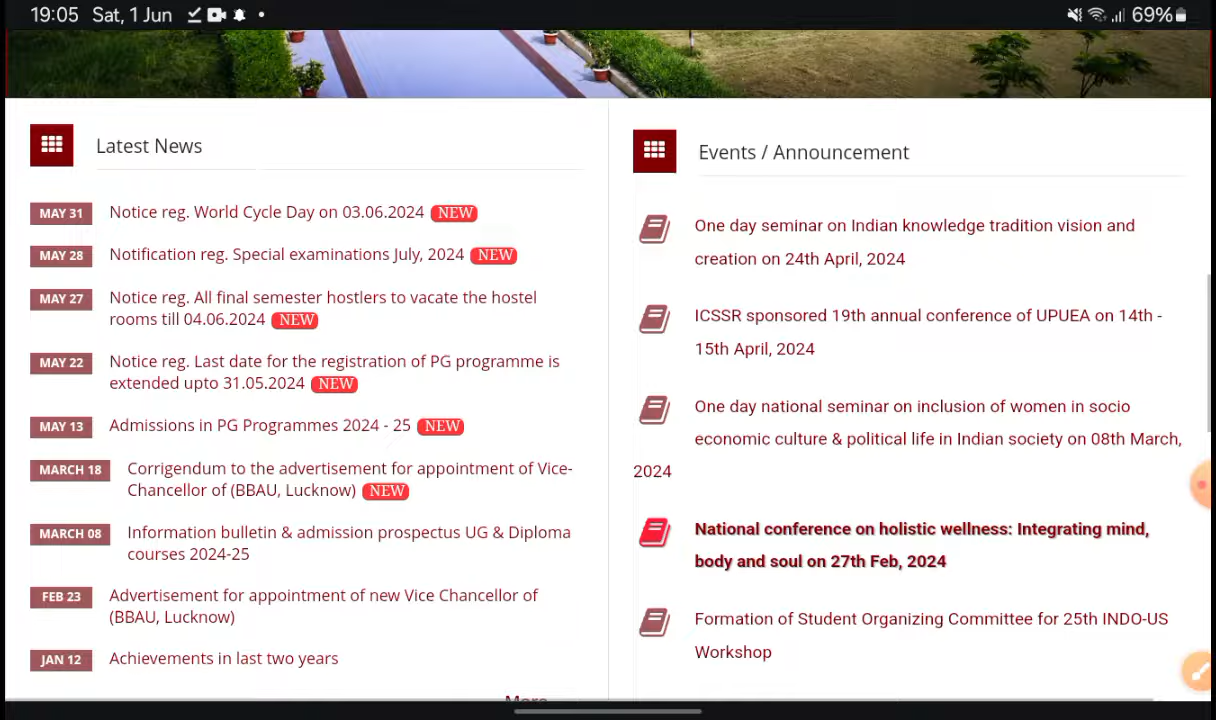 19:05 Sat, 1 Jun
69%
Latest News
MAY 31 Notice reg. World Cycle Day on 03.06.2024 NEW
MAY 28 Notification reg. Special examinations July, 2024 NEW
MAY 27 Notice reg. All final semester hostlers to vacate the hostel
rooms till 04.06.2024 NEW
MAY 22 Notice reg. Last date for the registration of PG programme is
extended upto 31.05.2024 NEW
MAY 13 Admissions in PG Programmes 2024 - 25 NEW
MARCH 18 Corrigendum to the advertisement for appointment of Vice-
Chancellor of (BBAU, Lucknow) NEW
MARCH 08 Information bulletin & admission prospectus UG & Diploma
courses 2024-25
FEB 23 Advertisement for appointment of new Vice Chancellor of
(BBAU, Lucknow)
JAN 12 Achievements in last two years
More
Events / Announcement
One day seminar on Indian knowledge tradition vision and
creation on 24th April, 2024
ICSSR sponsored 19th annual conference of UPUEA on 14th -
15th April, 2024
One day national seminar on inclusion of women in socio
economic culture & political life in Indian society on 08th March,
2024
National conference on holistic wellness: Integrating mind,
body and soul on 27th Feb, 2024
Formation of Student Organizing Committee for 25th INDO-US
Workshop